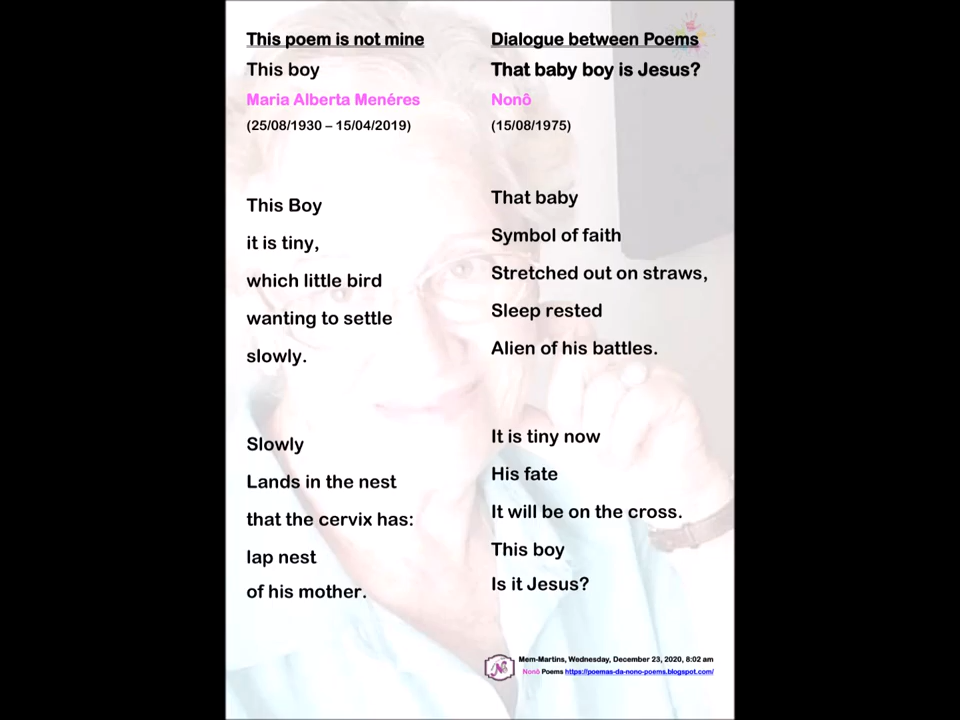 This poem is not mine
This boy
Maria Alberta Menéres
(25/08/1930 – 15/04/2019)
This Boy
it is tiny,
which little bird
wanting to settle
slowly.
Slowly
Lands in the nest
that the cervix has:
lap nest
of his mother.
Dialogue between Poems
That baby boy is Jesus?
Nonô
(15/08/1975)
That baby
Symbol of faith
Stretched out on straws,
Sleep rested
Alien of his battles.
It is tiny now
His fate
It will be on the cross.
This boy
Is it Jesus?
Mem-Martins, Wednesday, December 23, 2020, 8:02 am
Nonô Poems https://poemas-da-nono-poems.blogspot.com/